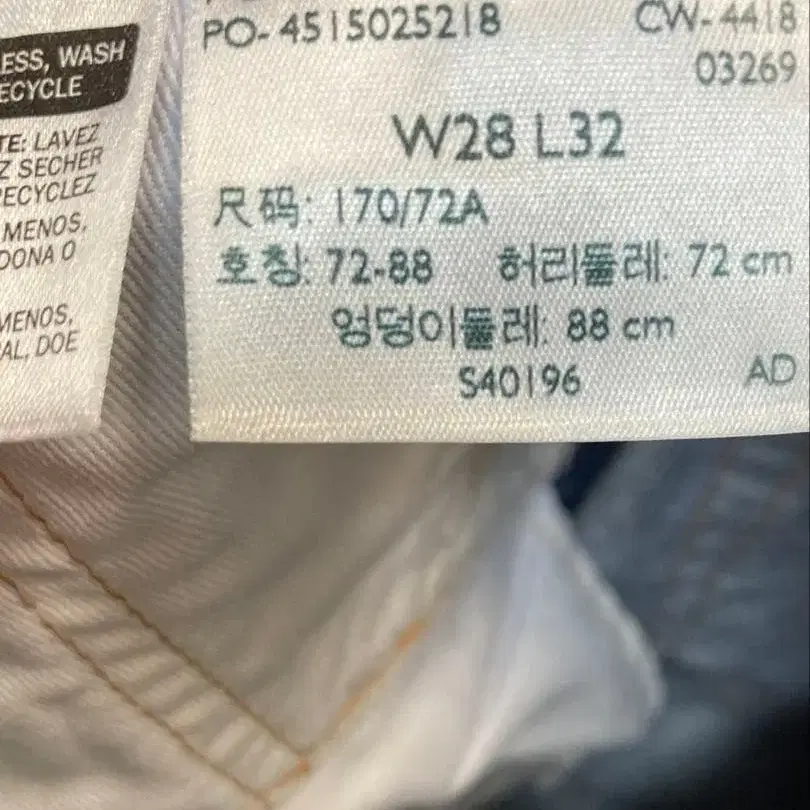 ESS, WASH
ECYCLE
TE: LAVEZ
Z SECHER
RECYCLEZ
MENOS,
DONA O
MENOS,
AL, DOE
PO-4515025218 CW-4418
03269
W28 L32
尺码: 170/72A
호칭: 72-88 허리둘레: 72 cm
엉덩이둘레: 88 cm
S40196 AD